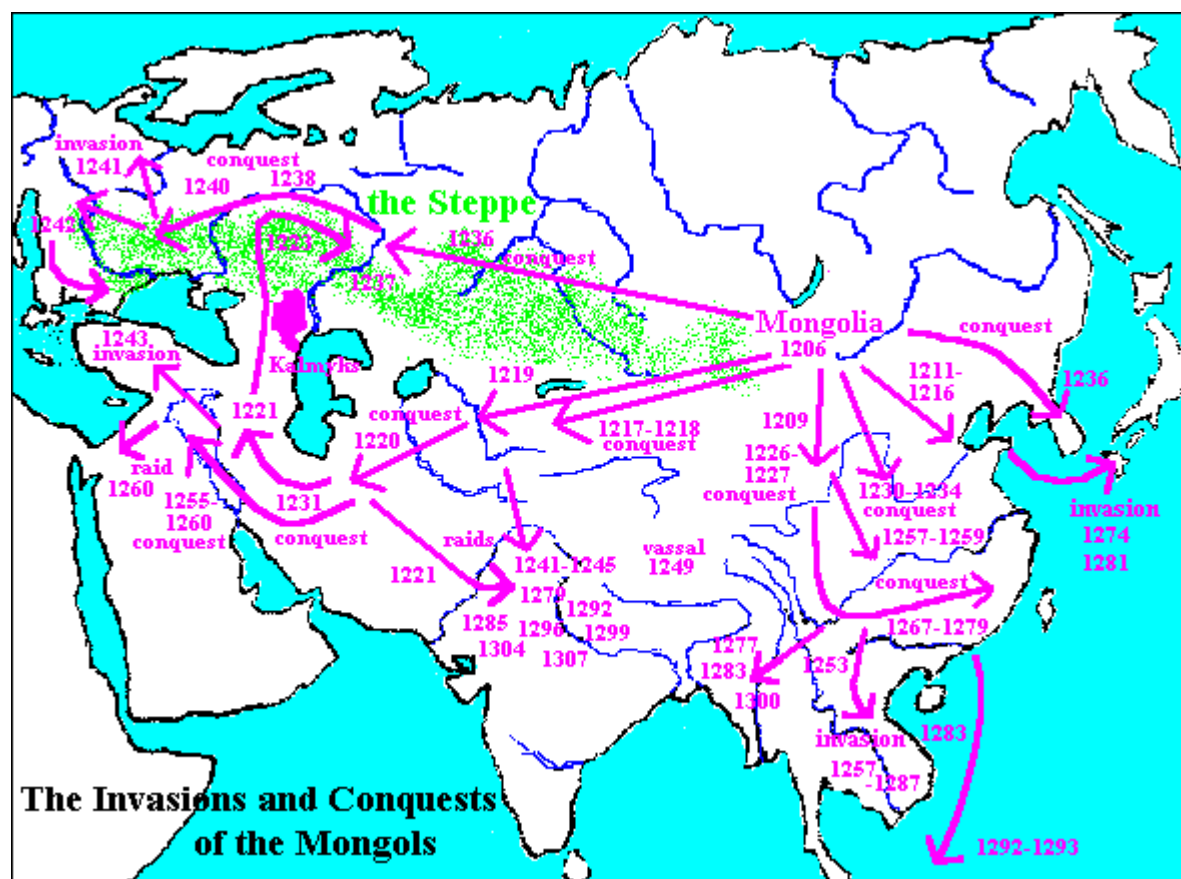 invasion
1241
conquest
1240
1238
the Steppe
1242
1223
1236
conquest
1237
1243
invasion
Kalmyks
Mongolia
1206
conquest
1219
1211-
1216
1236
1221
conquest
1220
1217-1218
conquest
1209
1226-
1227
conquest
1230-1234
conquest
raid
1260
1255-
1260
conquest
1231
conquest
raids
1221
1241-1245
1279
1292
1285
1296
1299
1304
1307
vassal
1249
1257-1259
conquest
1267-1279
invasion
1274
1281
1277
1283
1300
1253
invasion
1257
-1287
1283
1292-1293
The Invasions and Conquests
of the Mongols